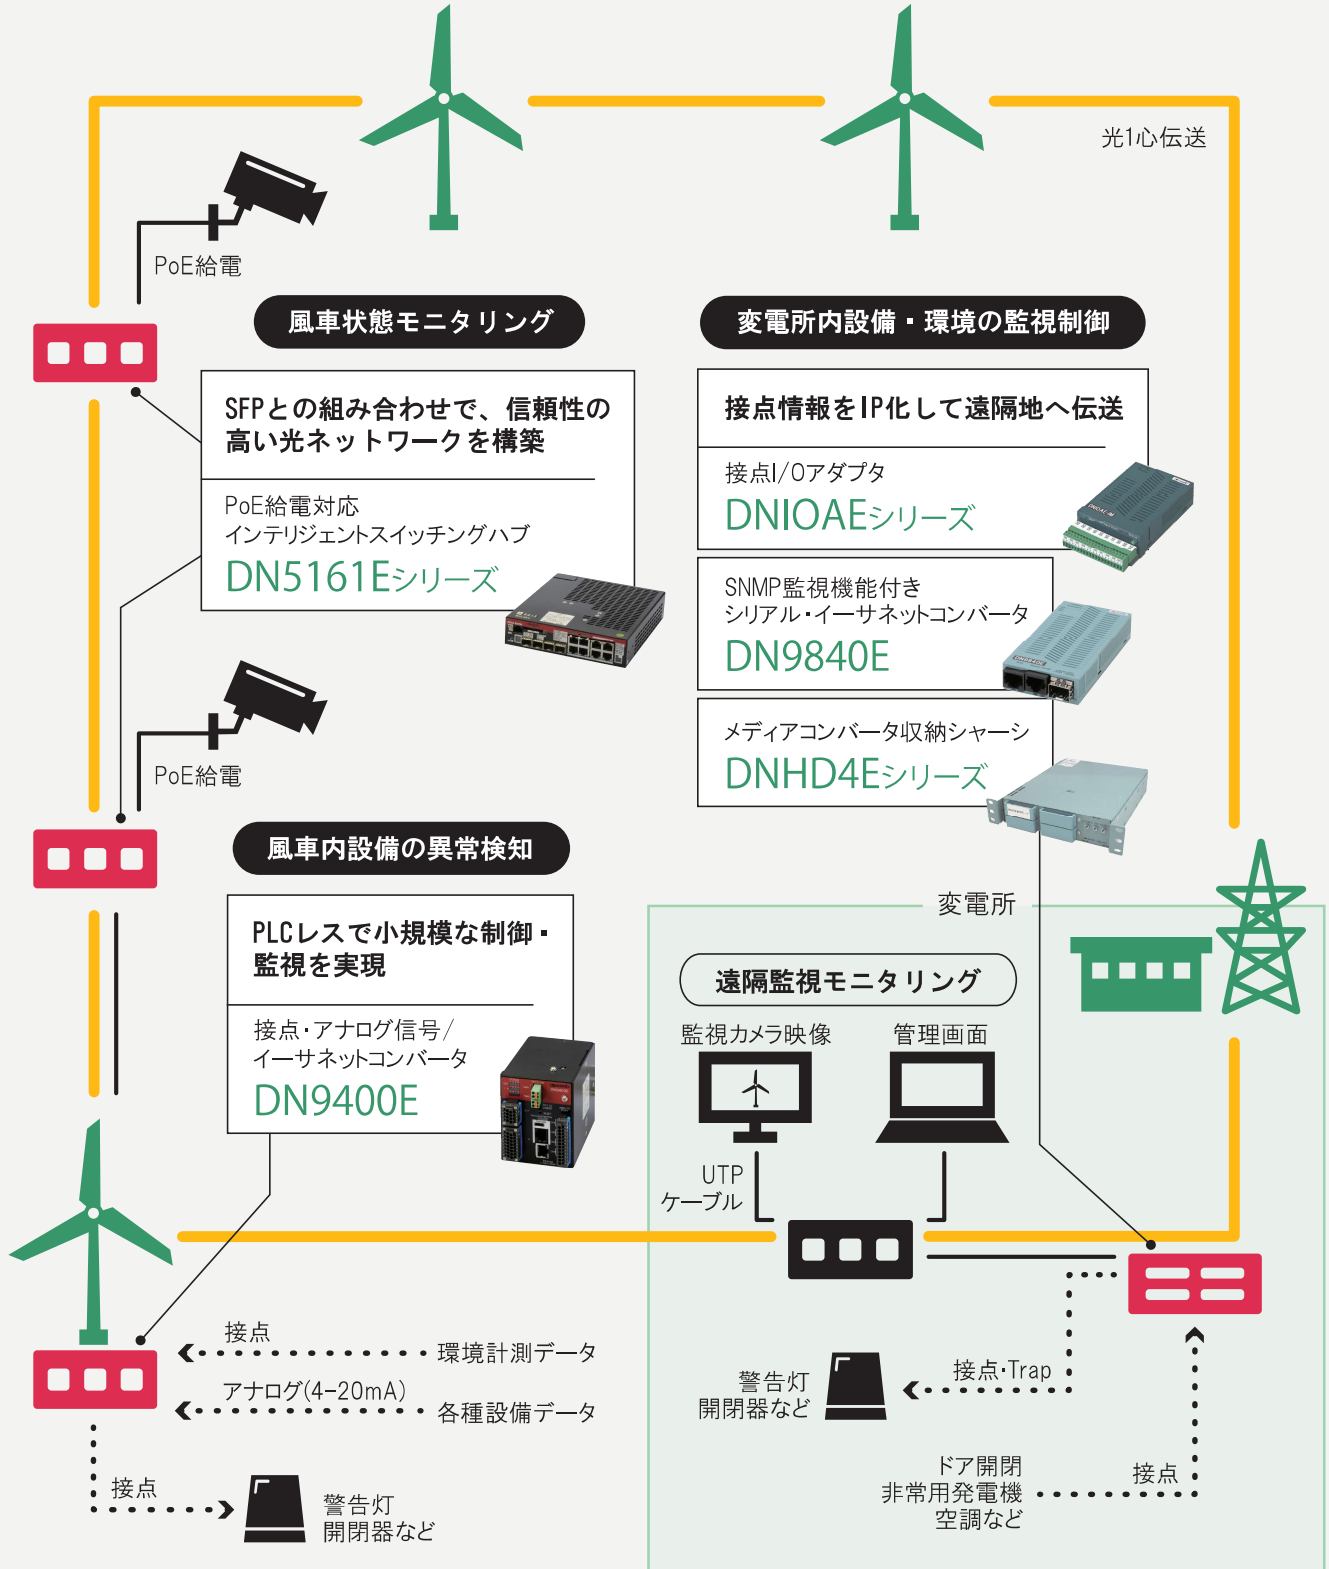 光1心伝送
PoE給電
風車状態モニタリング
SFPとの組み合わせで、信頼性の
高い光ネットワークを構築
PoE給電対応
インテリジェントスイッチングハブ
DN5161Eシリーズ
変電所内設備・環境の監視制御
接点情報をIP化して遠隔地へ伝送
接点I/Oアダプタ
DNIOAEシリーズ
SNMP監視機能付き
シリアル・イーサネットコンバータ
DN9840E
DN9840E
メディアコンバータ収納シャーシ
DNHD4Eシリーズ
PoE給電
風車内設備の異常検知
PLCレスで小規模な制御・
監視を実現
接点・アナログ信号/
イーサネットコンバータ
DN9400E
変電所
遠隔監視モニタリング
監視カメラ映像
管理画面
UTP
ケーブル
接点
環境計測データ
アナログ(4-20mA)
各種設備データ
接点
警告灯
開閉器など
警告灯
開閉器など
接点・Trap
ドア開閉
非常用発電機
空調など
接点